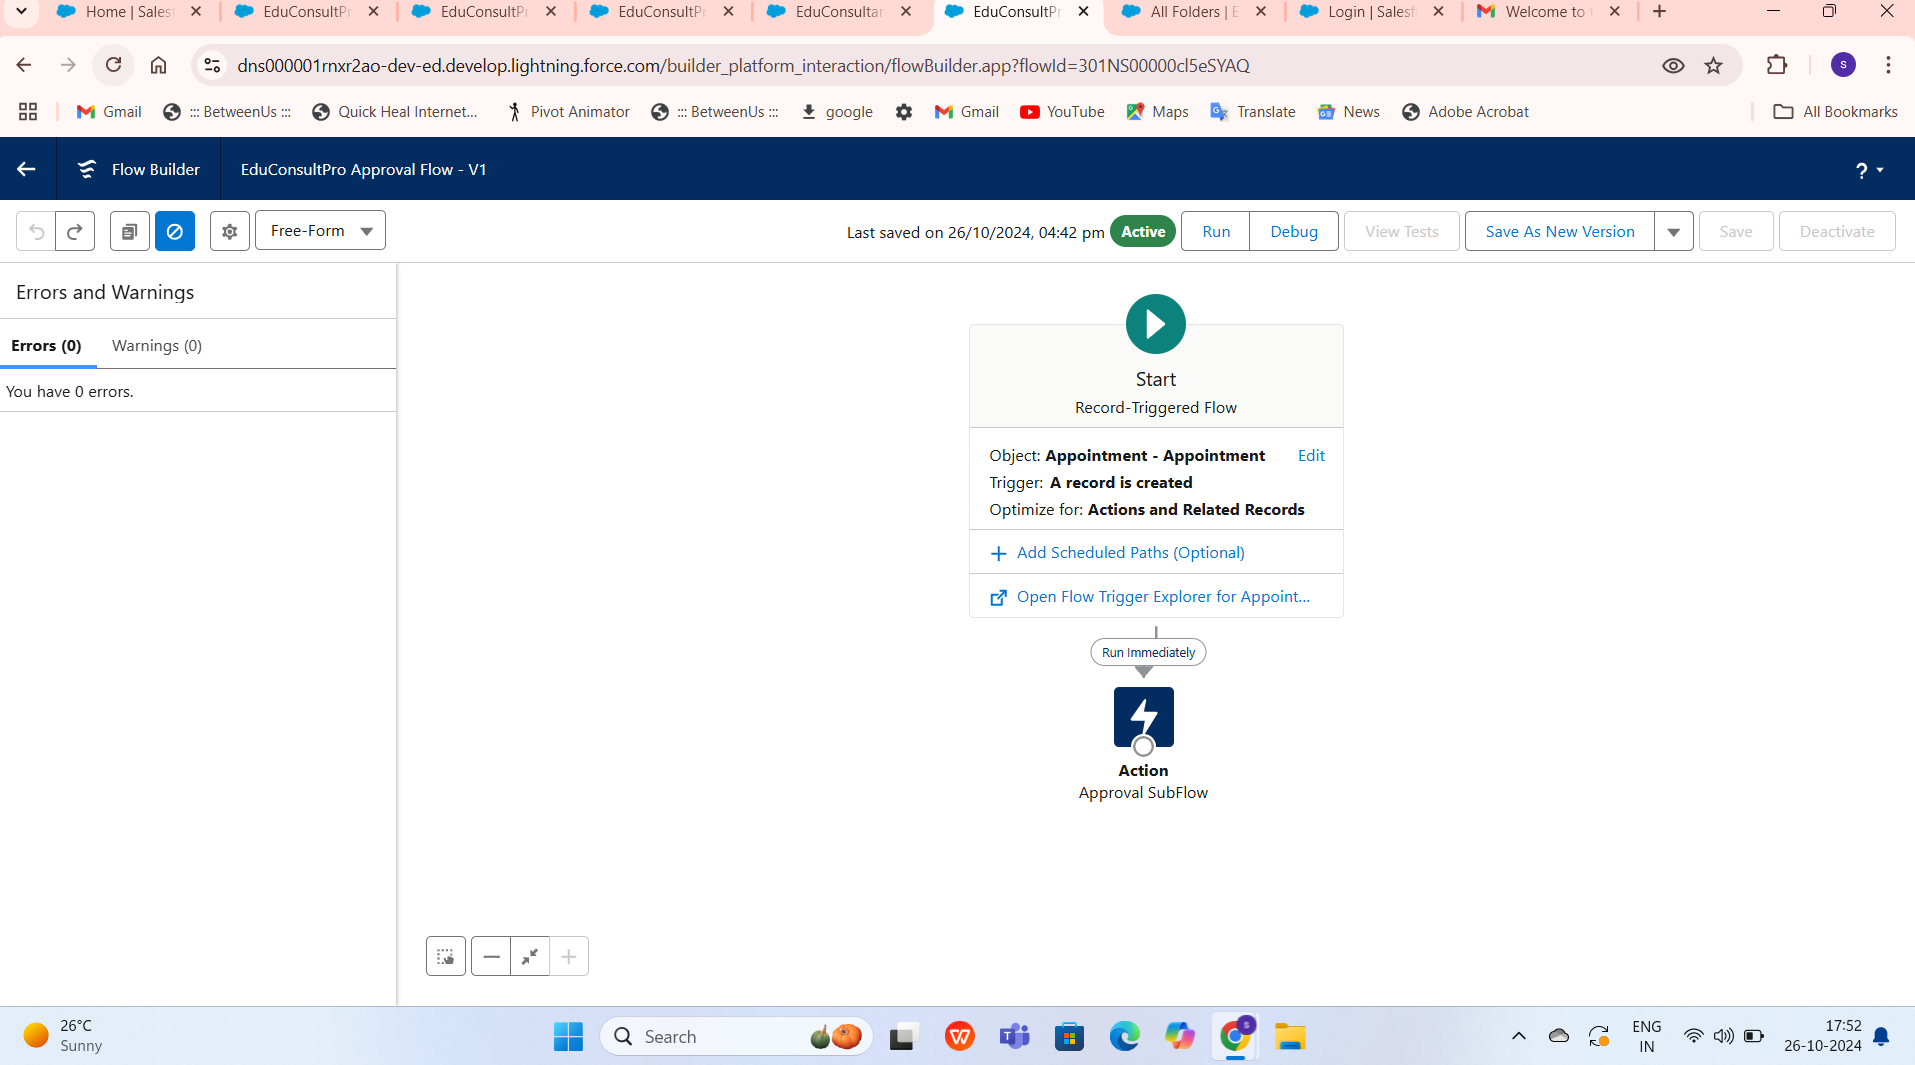 Home | Sales
EduConsultPr
EduConsultPr
EduConsultPr
EduConsultan
EduConsultPr
All Folders | E
Login | Salesf
Welcome to t
dns000001rnxr2ao-dev-ed.develop.lightning.force.com/builder_platform_interaction/flowBuilder.app?flowId=301NS00000cl5eSYAQ
S
Gmail
::: BetweenUs :::
Quick Heal Internet...
Pivot Animator
::: BetweenUs :::
google
Gmail
YouTube
Maps
Translate
News
Adobe Acrobat
All Bookmarks
Flow Builder
EduConsultPro Approval Flow - V1
?
Free-Form
Last saved on 26/10/2024, 04:42 pm
Active
Run
Debug
View Tests
Save As New Version
Save
Deactivate
Errors and Warnings
Errors (0)
Warnings (0)
You have 0 errors.
Start
Record-Triggered Flow
Object: Appointment - Appointment
Edit
Trigger: A record is created
Optimize for: Actions and Related Records
Add Scheduled Paths (Optional)
Open Flow Trigger Explorer for Appoint...
Run Immediately
Action
Approval SubFlow
26°C
Sunny
Search
ENG
IN
17:52
26-10-2024